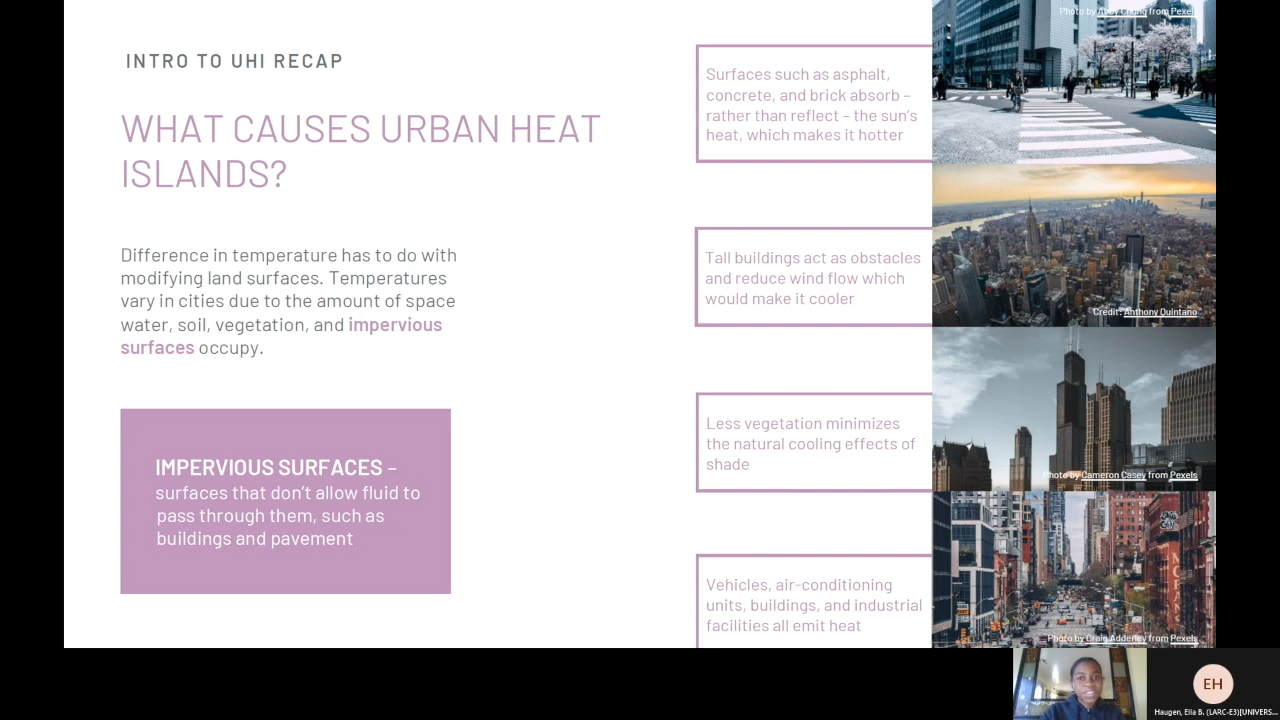 INTRO TO UHI RECAP
WHAT CAUSES URBAN HEAT
ISLANDS?
Difference in temperature has to do with
modifying land surfaces. Temperatures
vary in cities due to the amount of space
water, soil, vegetation, and impervious
surfaces occupy.
IMPERVIOUS SURFACES –
surfaces that don't allow fluid to
pass through them, such as
buildings and pavement
Surfaces such as asphalt,
concrete, and brick absorb –
rather than reflect – the sun's
heat, which makes it hotter
Tall buildings act as obstacles
and reduce wind flow which
would make it cooler
Less vegetation minimizes
the natural cooling effects of
shade
Vehicles, air-conditioning
units, buildings, and industrial
facilities all emit heat
Photo by from Pexels
Credit: Anthony Quintano
Photo by Cameron Casey from Pexels
Photo by Craig Adderley from Pexels
EH
Haugen, Ella B. (LARC-E3)[UNIVERS...